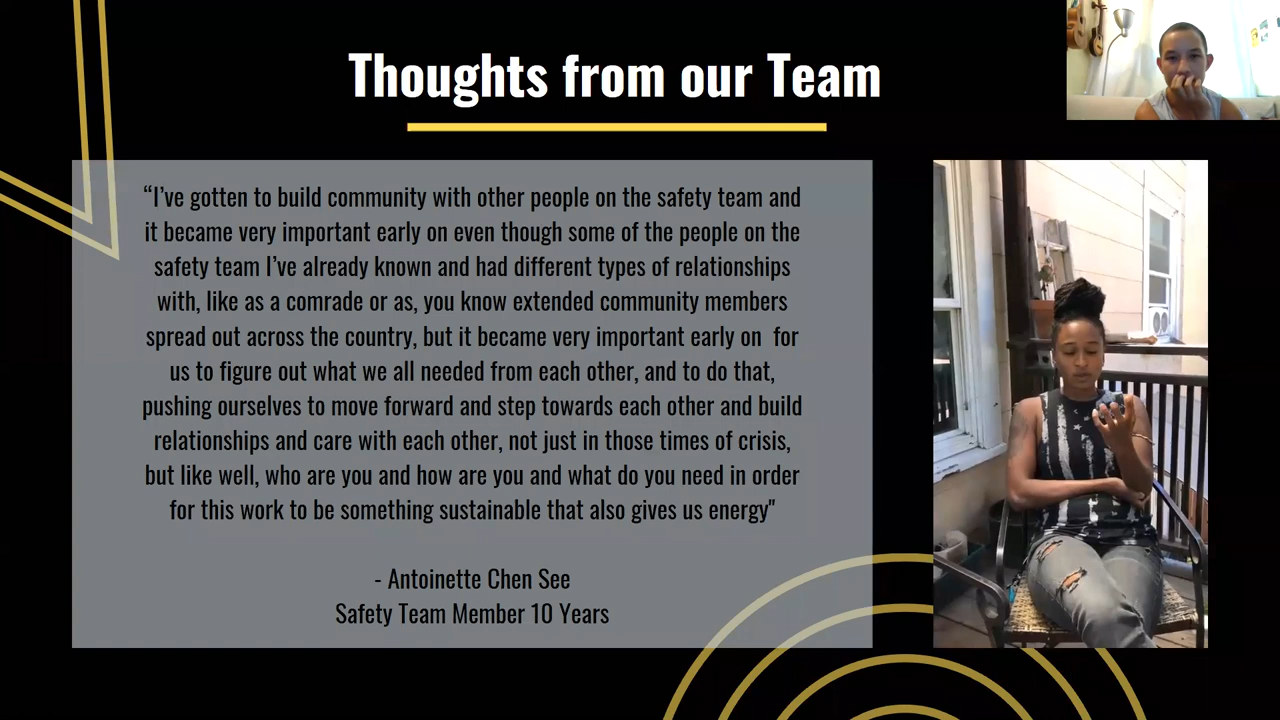 Thoughts from our Team
“I’ve gotten to build community with other people on the safety team and
it became very important early on even though some of the people on the
safety team I’ve already known and had different types of relationships
with, like as a comrade or as, you know extended community members
spread out across the country, but it became very important early on  for
us to figure out what we all needed from each other, and to do that,
pushing ourselves to move forward and step towards each other and build
relationships and care with each other, not just in those times of crisis,
but like well, who are you and how are you and what do you need in order
for this work to be something sustainable that also gives us energy"
- Antoinette Chen See
Safety Team Member 10 Years